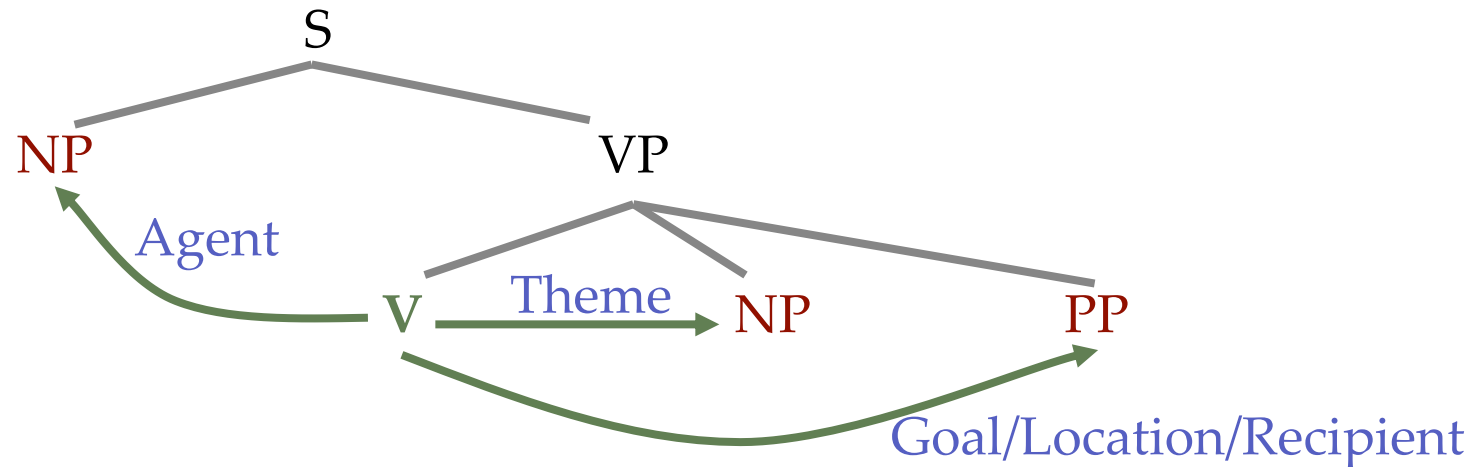 S
NP VP
Agent
Theme
V NP PP
Goal/Location/Recipient